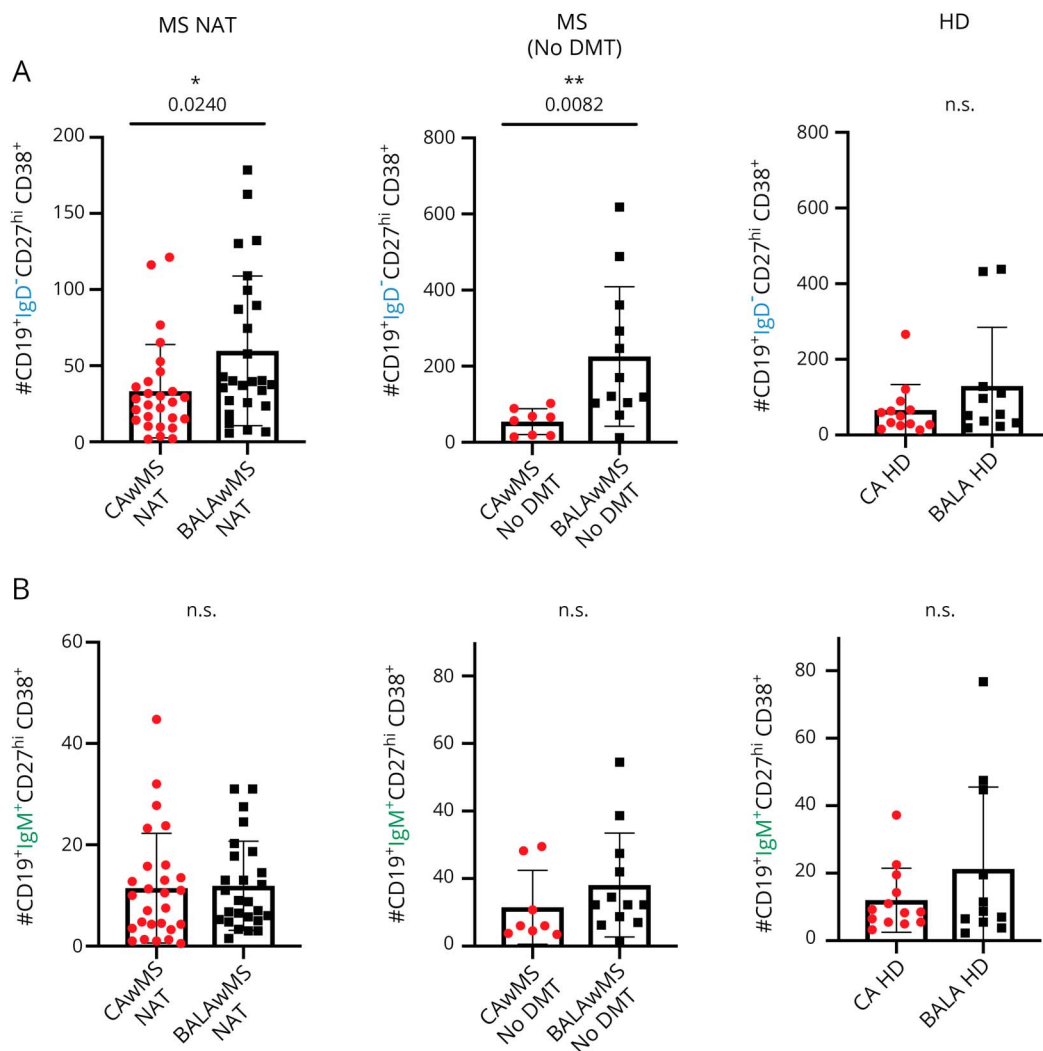 MS NAT
MS
(No DMT)
HD
A
*
0.0240
**
0.0082
n.s.
#CD19⁺IgD⁻CD27ʰⁱ CD38⁺
200
150
100
50
0
CAwMS
NAT
BALAwMS
NAT
#CD19⁺IgD⁻CD27ʰⁱ CD38⁺
800
600
400
200
0
CAwMS
No DMT
BALAwMS
No DMT
#CD19⁺IgD⁻CD27ʰⁱ CD38⁺
800
600
400
200
0
CA HD
BALA HD
B
n.s.
n.s.
n.s.
#CD19⁺IgM⁺CD27ʰⁱ CD38⁺
60
40
20
0
CAwMS
NAT
BALAwMS
NAT
#CD19⁺IgM⁺CD27ʰⁱ CD38⁺
80
60
40
40
0
CAwMS
No DMT
BALAwMS
No DMT
#CD19⁺IgM⁺CD27ʰⁱ CD38⁺
80
60
40
20
0
CA HD
BALA HD